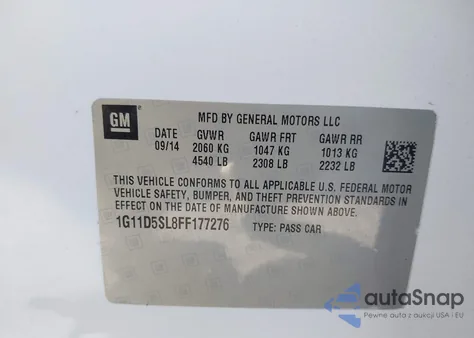 GM
MFD BY GENERAL MOTORS LLC
DATE GVWR GAWR FRT GAWR RR
09/14 2060 KG 1047 KG 1013 KG
4540 LB 2308 LB 2232 LB
THIS VEHICLE CONFORMS TO ALL APPLICABLE U.S. FEDERAL MOTOR
VEHICLE SAFETY, BUMPER, AND THEFT PREVENTION STANDARDS
IN EFFECT ON THE DATE OF MANUFACTURE SHOWN ABOVE.
1G11D5SL8FF177276 TYPE: PASS CAR
autoSnap
Pewne auta z aukcji USA i EU